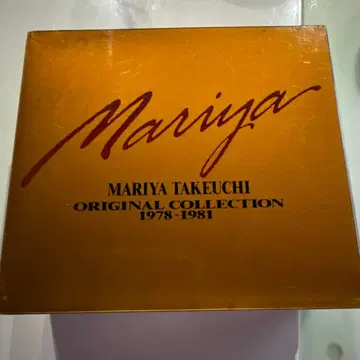 Mariya
MARIYA TAKEUCHI
ORIGINAL COLLECTION
1978-1981